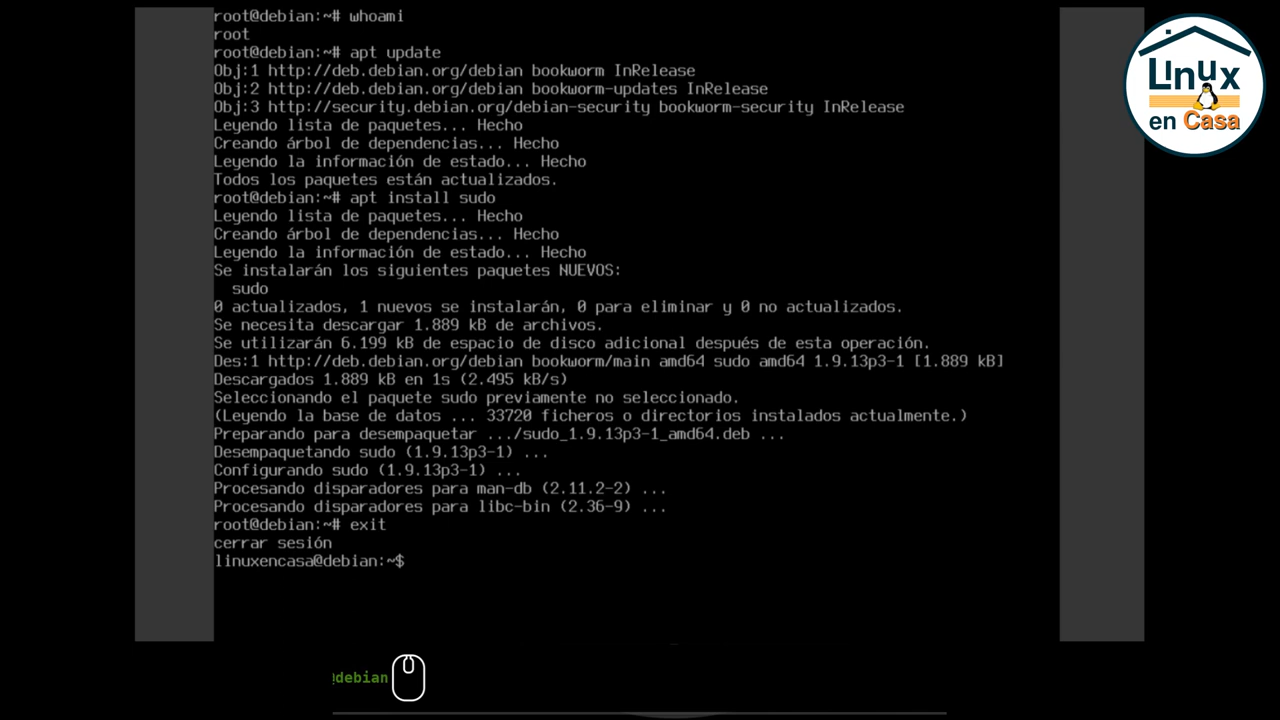 root@debian:~# whoami
root
root@debian:~# apt update
Obj:1 http://deb.debian.org/debian bookworm InRelease
Obj:2 http://deb.debian.org/debian bookworm-updates InRelease
Obj:3 http://security.debian.org/debian-security bookworm-security InRelease
Leyendo lista de paquetes... Hecho
Creando árbol de dependencias... Hecho
Leyendo la información de estado... Hecho
Todos los paquetes están actualizados.
root@debian:~# apt install sudo
Leyendo lista de paquetes... Hecho
Creando árbol de dependencias... Hecho
Leyendo la información de estado... Hecho
Se instalarán los siguientes paquetes NUEVOS:
  sudo
0 actualizados, 1 nuevos se instalarán, 0 para eliminar y 0 no actualizados.
Se necesita descargar 1.889 kB de archivos.
Se utilizarán 6.199 kB de espacio de disco adicional después de esta operación.
Des:1 http://deb.debian.org/debian bookworm/main amd64 sudo amd64 1.9.13p3-1 [1.889 kB]
Descargados 1.889 kB en 1s (2.495 kB/s)
Seleccionando el paquete sudo previamente no seleccionado.
(Leyendo la base de datos ... 33720 ficheros o directorios instalados actualmente.)
Preparando para desempaquetar .../sudo_1.9.13p3-1_amd64.deb ...
Desempaquetando sudo (1.9.13p3-1) ...
Configurando sudo (1.9.13p3-1) ...
Procesando disparadores para man-db (2.11.2-2) ...
Procesando disparadores para libc-bin (2.36-9) ...
root@debian:~# exit
cerrar sesión
linuxencasa@debian:~$
Linux
en Casa
@debian